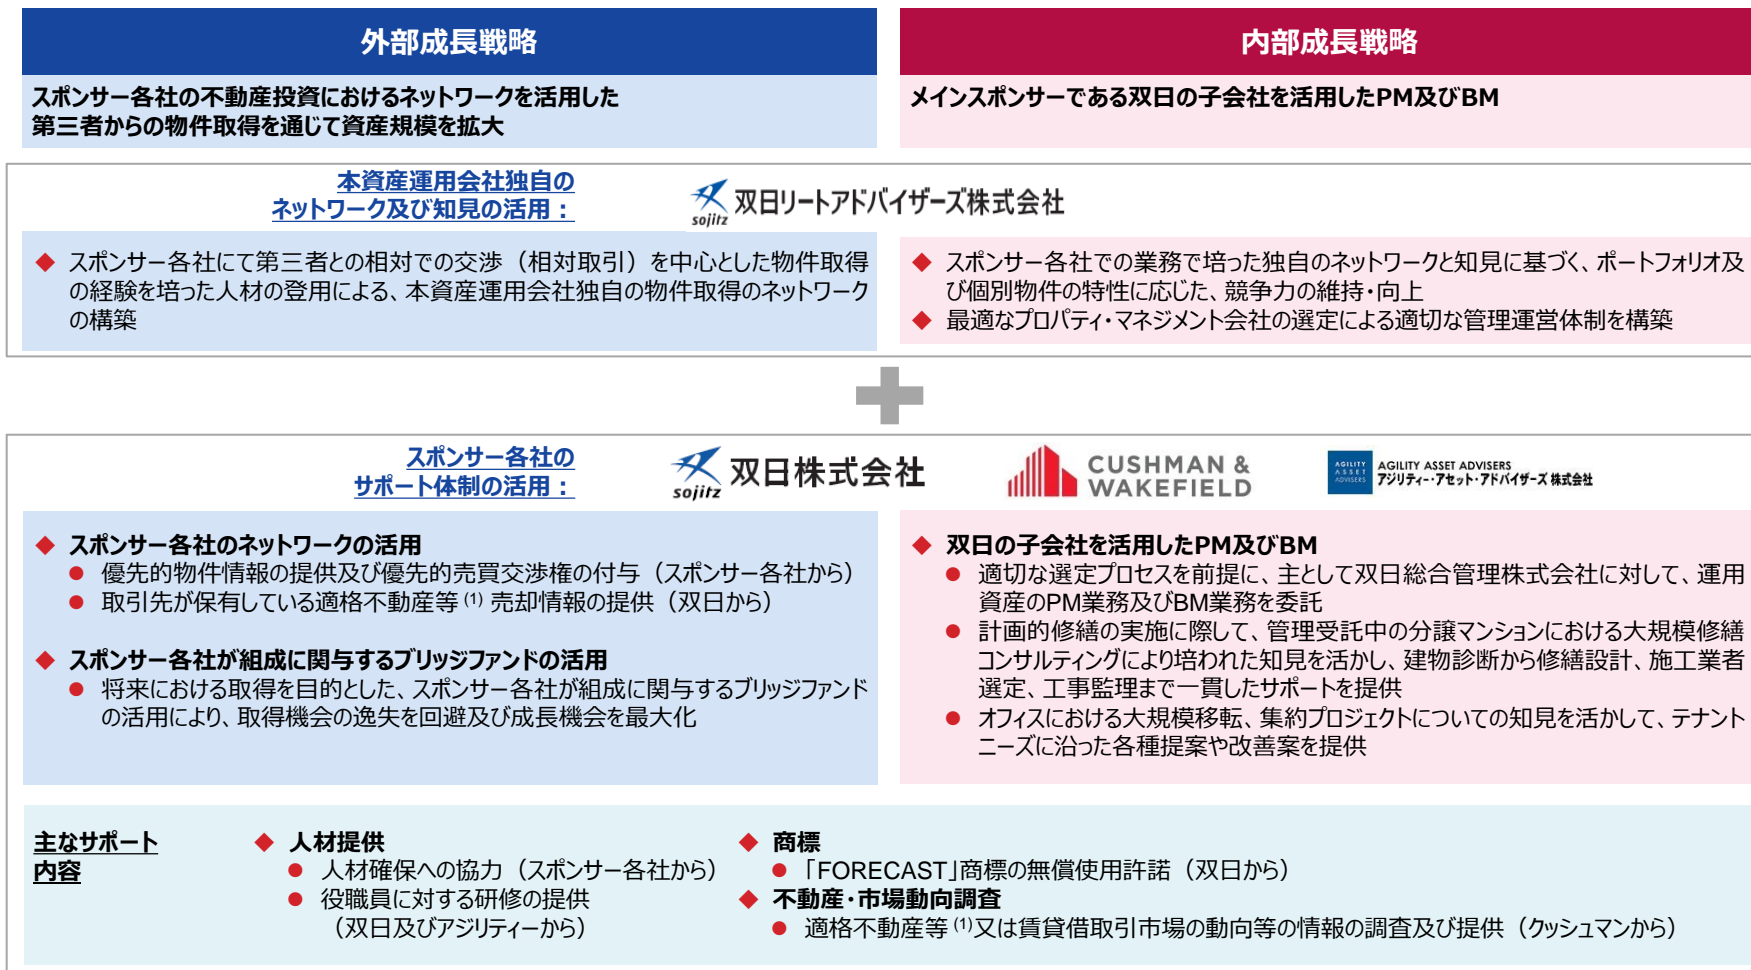 外部成長戦略
内部成長戦略
スポンサー各社の不動産投資におけるネットワークを活用した
第三者からの物件取得を通じて資産規模を拡大
メインスポンサーである双日の子会社を活用したPM及びBM
本資産運用会社独自の
ネットワーク及び知見の活用：
sojitz 双日リートアドバイザーズ株式会社
◆ スポンサー各社にて第三者との相対での交渉（相対取引）を中心とした物件取得
の経験を培った人材の登用による、本資産運用会社独自の物件取得のネットワーク
の構築
◆ スポンサー各社での業務で培った独自のネットワークと知見に基づく、ポートフォリオ及
び個別物件の特性に応じた、競争力の維持・向上
◆ 最適なプロパティ・マネジメント会社の選定による適切な管理運営体制を構築
スポンサー各社の
サポート体制の活用：
sojitz 双日株式会社
CUSHMAN &
WAKEFIELD
AGILITY
ASSET
ADVISERS
AGILITY ASSET ADVISERS
アジリティー・アセット・アドバイザーズ 株式会社
◆ スポンサー各社のネットワークの活用
● 優先的物件情報の提供及び優先的売買交渉権の付与（スポンサー各社から）
● 取引先が保有している適格不動産等(1) 売却情報の提供（双日から）
◆ スポンサー各社が組成に関与するブリッジファンドの活用
● 将来における取得を目的とした、スポンサー各社が組成に関与するブリッジファンド
の活用により、取得機会の逸失を回避及び成長機会を最大化
◆ 双日の子会社を活用したPM及びBM
● 適切な選定プロセスを前提に、主として双日総合管理株式会社に対して、運用
資産のPM業務及びBM業務を委託
● 計画的修繕の実施に際して、管理受託中の分譲マンションにおける大規模修繕
コンサルティングにより培われた知見を活かし、建物診断から修繕設計、施工業者
選定、工事監理まで一貫したサポートを提供
● オフィスにおける大規模移転、集約プロジェクトについての知見を活かして、テナント
ニーズに沿った各種提案や改善案を提供
主なサポート
内容
◆ 人材提供
● 人材確保への協力（スポンサー各社から）
● 役職員に対する研修の提供
（双日及びアジリティーから）
◆ 商標
● 「FORECAST」商標の無償使用許諾（双日から）
◆ 不動産・市場動向調査
● 適格不動産等(1)又は賃貸借取引市場の動向等の情報の調査及び提供（クッシュマンから）